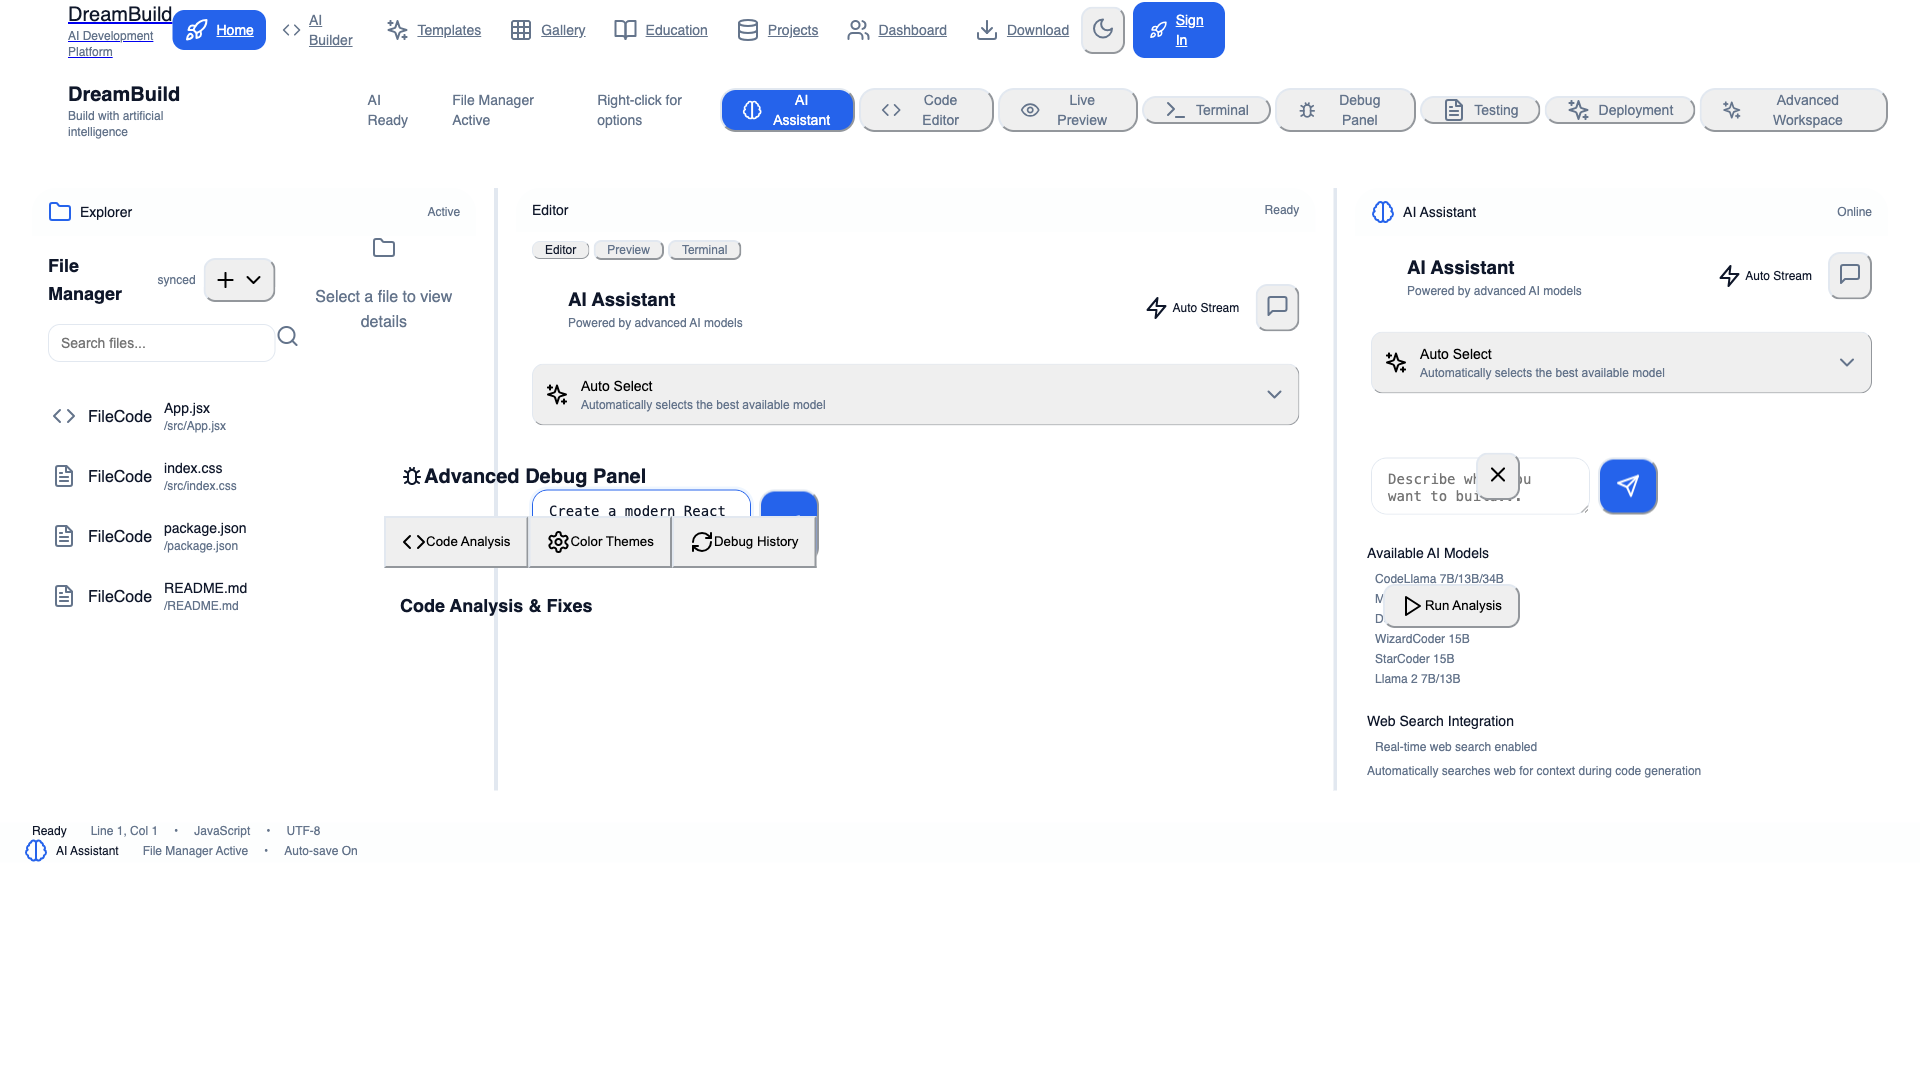 DreamBuild
AI Development
Platform
Home
AI
Builder
Templates
Gallery
Education
Projects
Dashboard
Download
Sign
In
DreamBuild
Build with artificial
intelligence
AI
Ready
File Manager
Active
Right-click for
options
AI
Assistant
Code
Editor
Live
Preview
Terminal
Debug
Panel
Testing
Deployment
Advanced
Workspace
Explorer
Active
File
Manager
synced
Search files...
Select a file to view
details
FileCode
App.jsx
/src/App.jsx
FileCode
index.css
/src/index.css
FileCode
package.json
/package.json
FileCode
README.md
/README.md
Editor
Ready
Editor
Preview
Terminal
AI Assistant
Powered by advanced AI models
Auto Stream
Auto Select
Automatically selects the best available model
Advanced Debug Panel
Create a modern React
Code Analysis
Color Themes
Debug History
Code Analysis & Fixes
AI Assistant
Online
AI Assistant
Powered by advanced AI models
Auto Stream
Auto Select
Automatically selects the best available model
Describe
want to
Available AI Models
CodeLlama 7B/13B/34B
Run Analysis
WizardCoder 15B
StarCoder 15B
Llama 2 7B/13B
Web Search Integration
Real-time web search enabled
Automatically searches web for context during code generation
Ready
Line 1, Col 1
•
JavaScript
•
UTF-8
AI Assistant
File Manager Active
•
Auto-save On